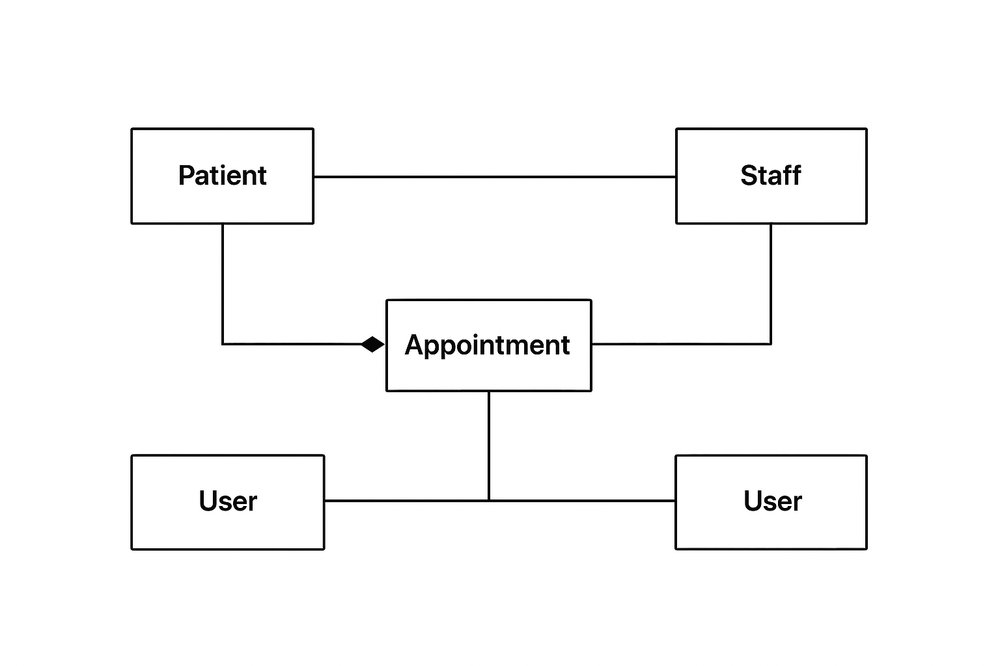 Patient
Staff
Appointment
User
User